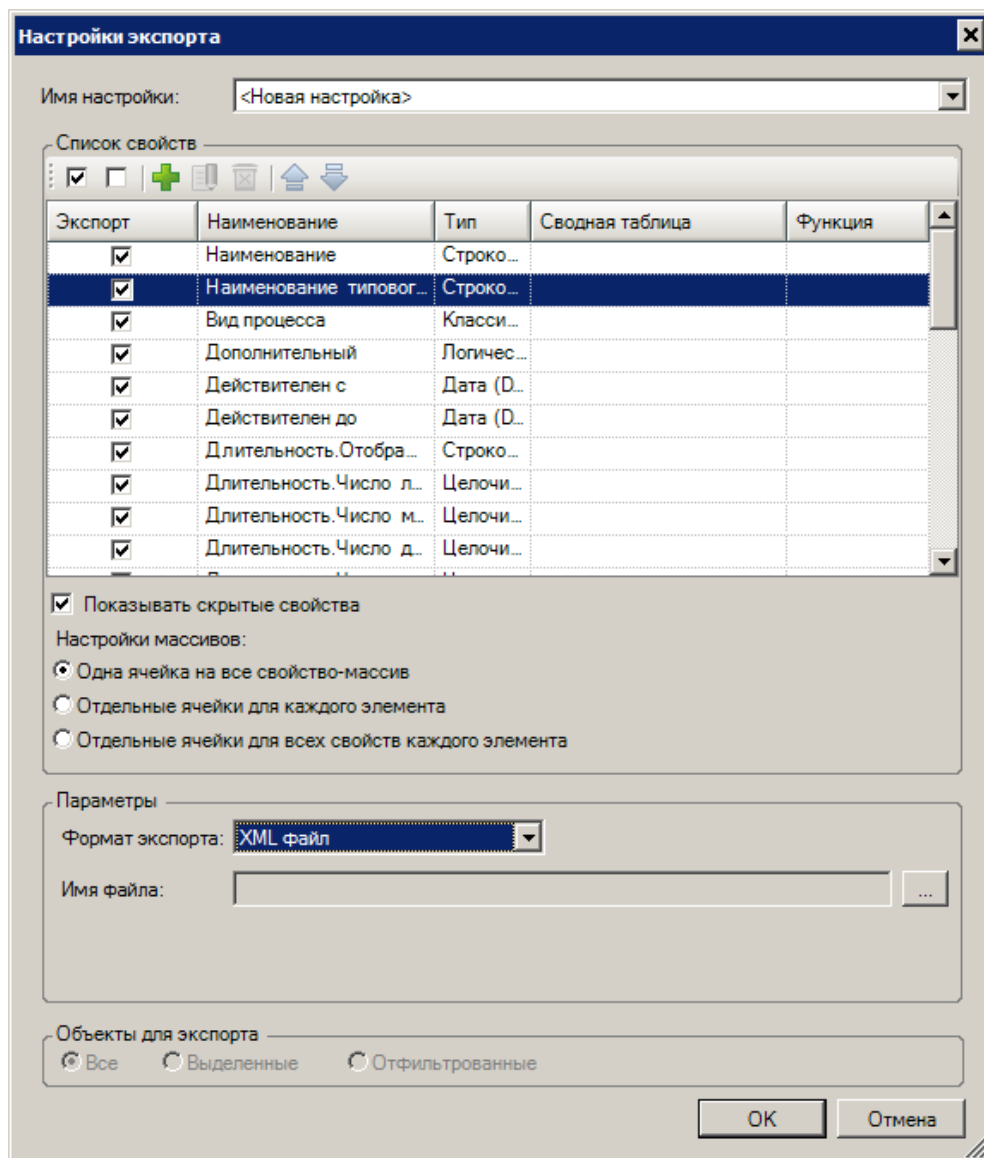 Настройки экспорта
Имя настройки: <Новая настройка>
Список свойств
Экспорт Наименование Тип Сводная таблица Функция
Наименование Строко...
Наименование типовог... Строко...
Вид процесса Класси...
Дополнительный Логичес...
Действителен с Дата (D...
Действителен до Дата (D...
Длительность.Отобра... Строко...
Длительность.Число л... Целочи...
Длительность.Число м... Целочи...
Длительность.Число д... Целочи...
Показывать скрытые свойства
Настройки массивов:
Одна ячейка на все свойство-массив
Отдельные ячейки для каждого элемента
Отдельные ячейки для всех свойств каждого элемента
Параметры
Формат экспорта: XML файл
Имя файла: ...
Объекты для экспорта
Все Выделенные Отфильтрованные
OK Отмена